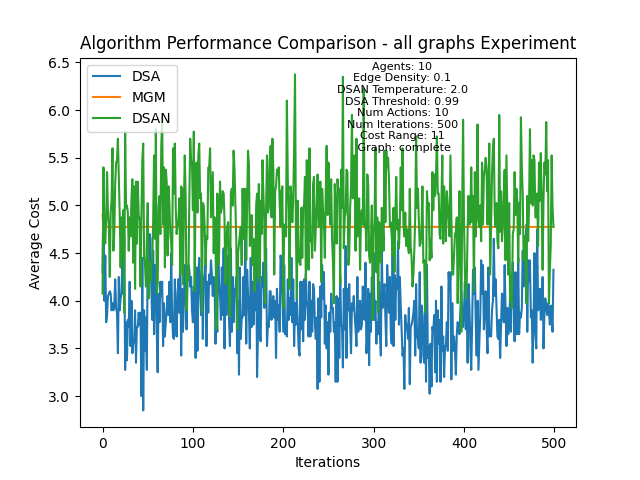 Algorithm Performance Comparison - all graphs Experiment
DSA
MGM
DSAN
Agents: 10
Edge Density: 0.1
DSAN Temperature: 2.0
DSA Threshold: 0.99
Num Actions: 10
Num Iterations: 500
Cost Range: 11
Graph: complete
Average Cost
6.5
6.0
5.5
5.0
4.5
4.0
3.5
3.0
0
100
200
300
400
500
Iterations